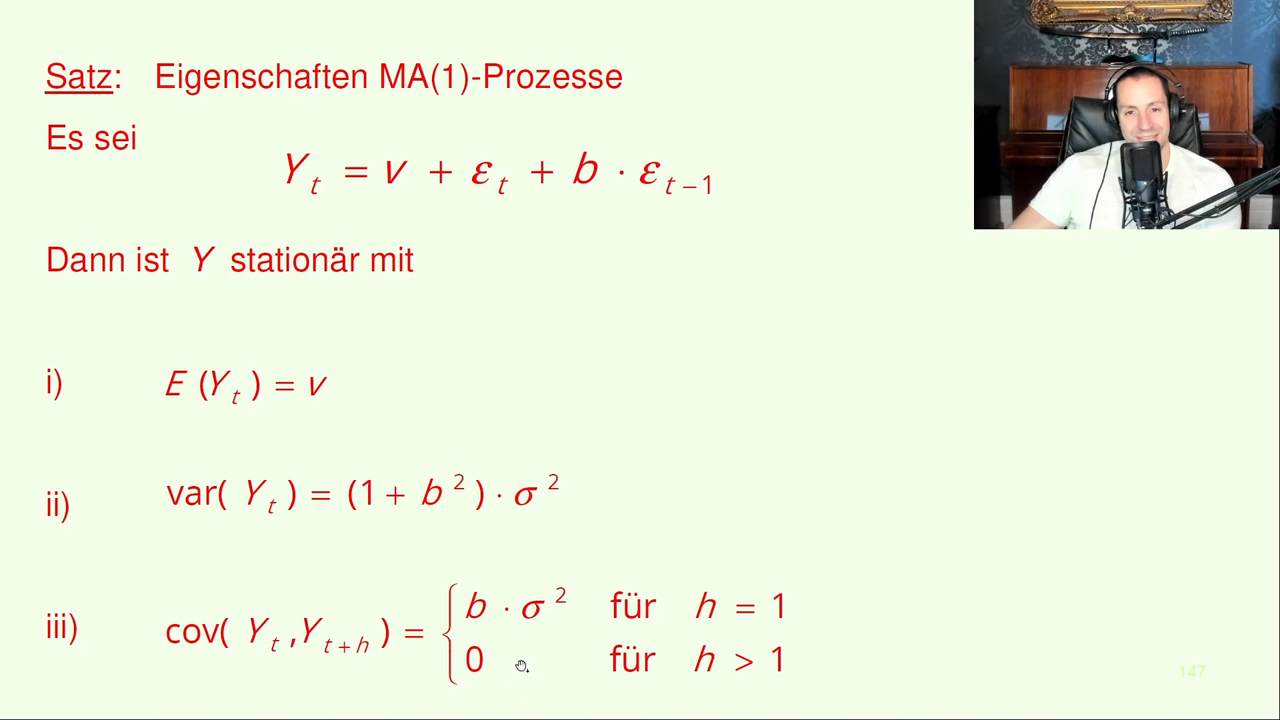 Satz: Eigenschaften MA(1)-Prozesse
Es sei
Y_t = v + ε_t + b · ε_{t−1}
Dann ist Y stationär mit
i) E (Y_t) = v
ii) var( Y_t ) = (1 + b²) · σ²
iii) cov( Y_t , Y_{t+h} ) = { b · σ² für h = 1
0 für h > 1
147